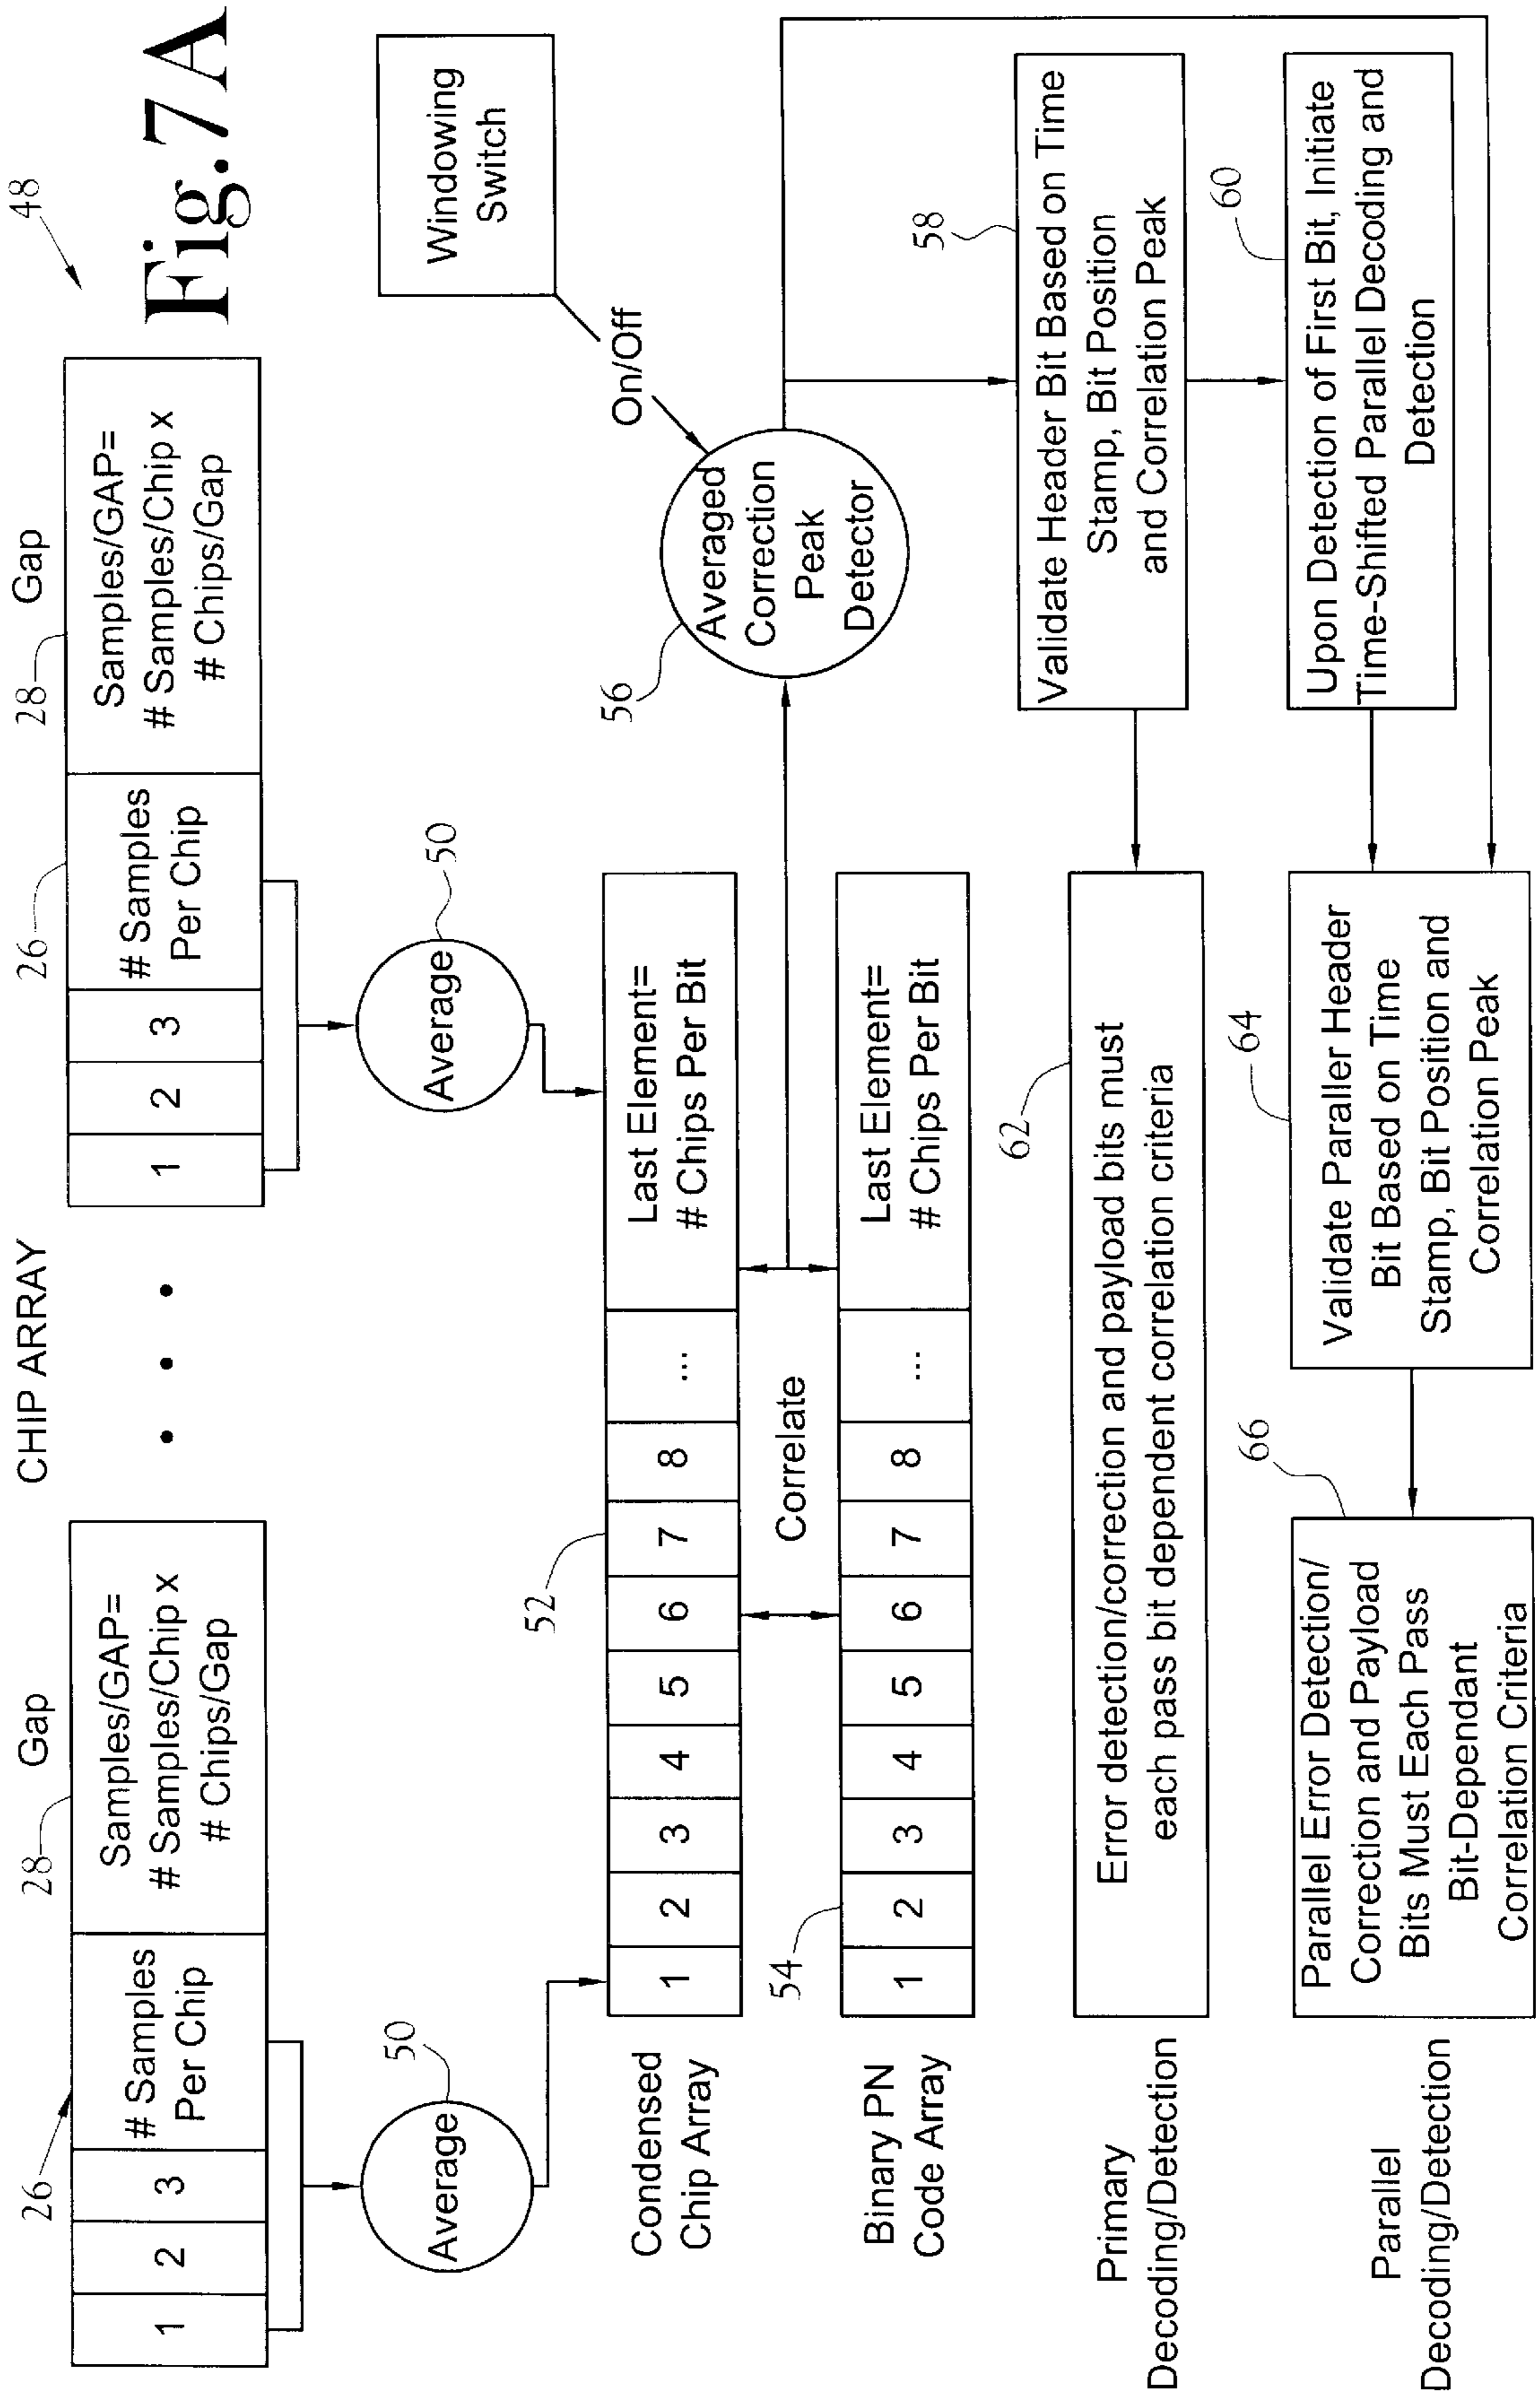 CHIP ARRAY
48
Fig.7A
26
28
Gap
1
2
3
# Samples
Per Chip
Samples/GAP=
# Samples/Chip x
# Chips/Gap
• • •
26
28
Gap
1
2
3
# Samples
Per Chip
Samples/GAP=
# Samples/Chip x
# Chips/Gap
50
Average
50
Average
Windowing
Switch
On/Off
52
Condensed
Chip Array
1
2
3
4
5
6
7
8
...
Last Element=
# Chips Per Bit
Correlate
56
Averaged
Correction
Peak
Detector
54
Binary PN
Code Array
1
2
3
4
5
6
7
8
...
Last Element=
# Chips Per Bit
Primary
Decoding/Detection
62
Error detection/correction and payload bits must
each pass bit dependent correlation criteria
58
Validate Header Bit Based on Time
Stamp, Bit Position
and Correlation Peak
Parallel
Decoding/Detection
66
Parallel Error Detection/
Correction and Payload
Bits Must Each Pass
Bit-Dependant
Correlation Criteria
64
Validate Paraller Header
Bit Based on Time
Stamp, Bit Position and
Correlation Peak
60
Upon Detection of First Bit, Initiate
Time-Shifted Parallel Decoding and
Detection